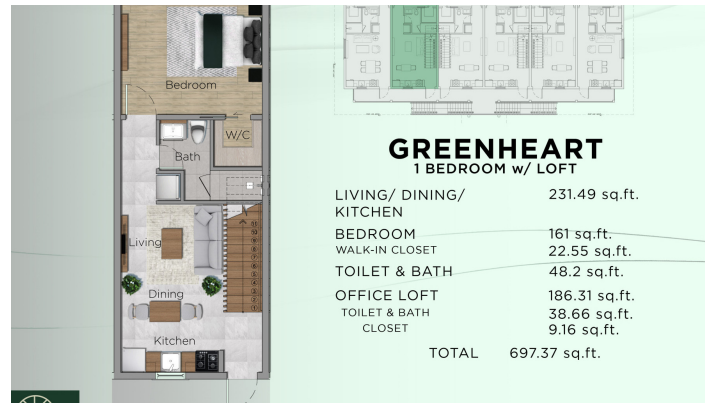 Bedroom
W/C
Bath
Living
Dining
Kitchen
GREENHEART
1 BEDROOM w/ LOFT
LIVING/ DINING/ 231.49 sq.ft.
KITCHEN
BEDROOM 161 sq.ft.
WALK-IN CLOSET 22.55 sq.ft.
TOILET & BATH 48.2 sq.ft.
OFFICE LOFT 186.31 sq.ft.
TOILET & BATH 38.66 sq.ft.
CLOSET 9.16 sq.ft.
TOTAL 697.37 sq.ft.